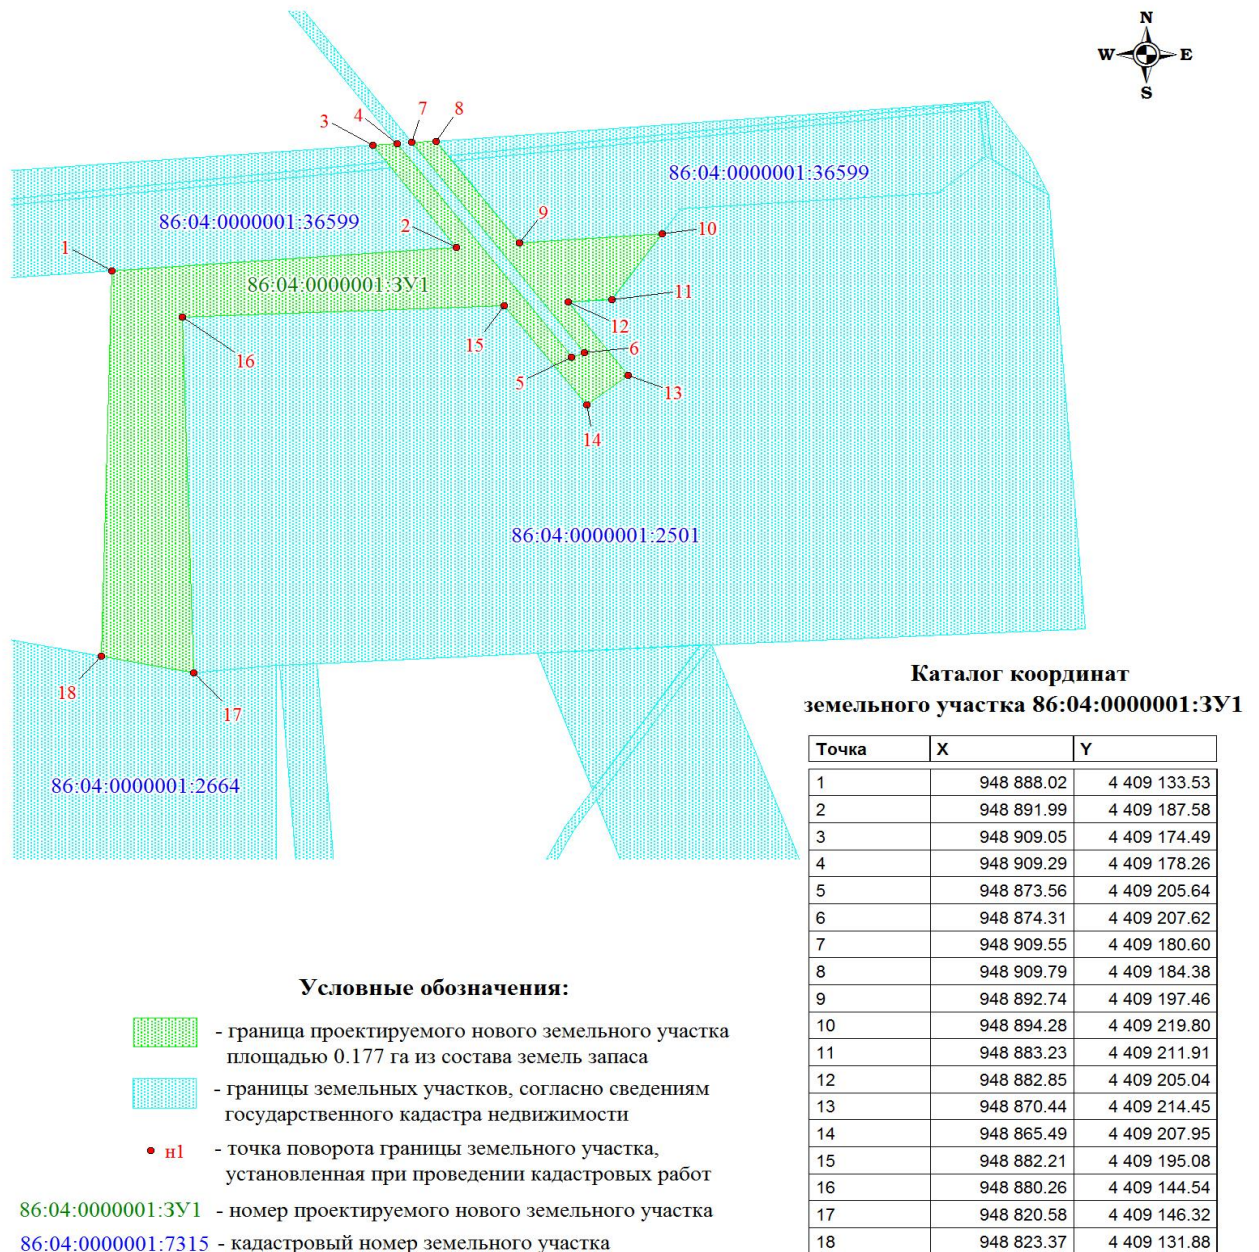 N
W E
S
3
4
7
8
86:04:0000001:36599
86:04:0000001:36599
1
2
9
10
86:04:0000001:ЗУ1
11
12
15
16
6
5
13
14
86:04:0000001:2501
18
17
86:04:0000001:2664
Каталог координат
земельного участка 86:04:0000001:ЗУ1
Точка X Y
1 948 888.02 4 409 133.53
2 948 891.99 4 409 187.58
3 948 909.05 4 409 174.49
4 948 909.29 4 409 178.26
5 948 873.56 4 409 205.64
6 948 874.31 4 409 207.62
7 948 909.55 4 409 180.60
8 948 909.79 4 409 184.38
9 948 892.74 4 409 197.46
10 948 894.28 4 409 219.80
11 948 883.23 4 409 211.91
12 948 882.85 4 409 205.04
13 948 870.44 4 409 214.45
14 948 865.49 4 409 207.95
15 948 882.21 4 409 195.08
16 948 880.26 4 409 144.54
17 948 820.58 4 409 146.32
18 948 823.37 4 409 131.88
Условные обозначения:
- граница проектируемого нового земельного участка
площадью 0.177 га из состава земель запаса
- границы земельных участков, согласно сведениям
государственного кадастра недвижимости
н1 - точка поворота границы земельного участка,
установленная при проведении кадастровых работ
86:04:0000001:ЗУ1 - номер проектируемого нового земельного участка
86:04:0000001:7315 - кадастровый номер земельного участка